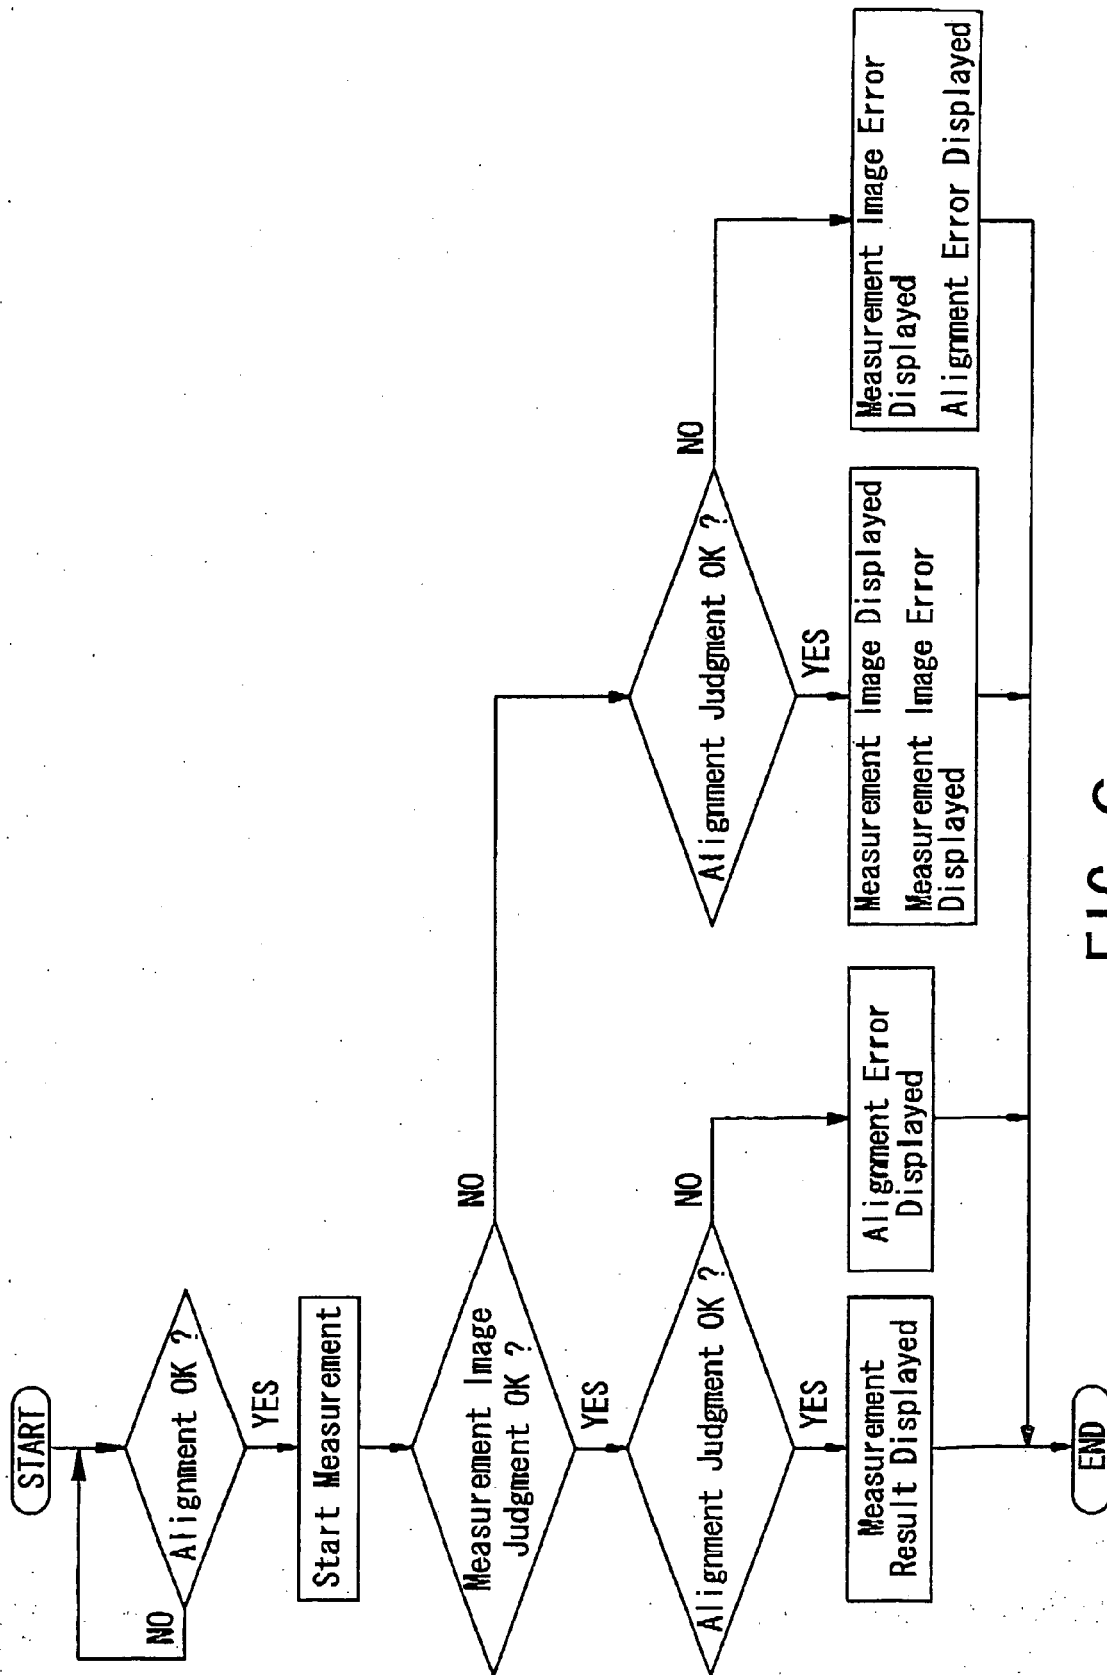 START
Alignment OK ?
NO
YES
Start Measurement
Measurement Image
Judgment OK ?
NO
YES
Alignment Judgment OK ?
NO
YES
Alignment Judgment OK ?
NO
YES
Measurement
Result Displayed
Alignment Error
Displayed
Measurement Image Displayed
Measurement Image Error
Displayed
Measurement Image Error
Displayed
Alignment Error Displayed
END